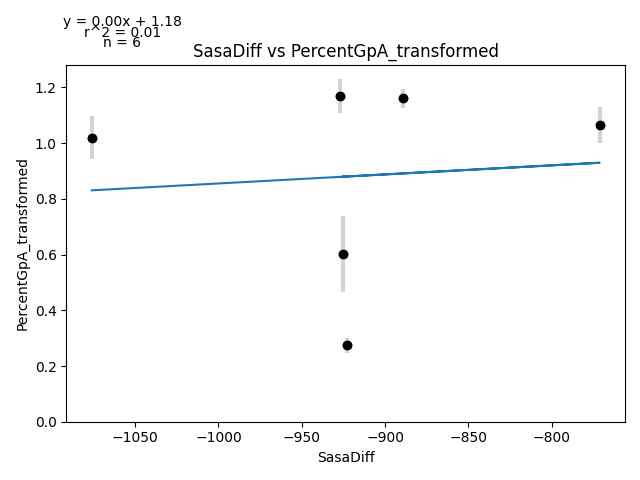 y = 0.00x + 1.18
r^2 = 0.01
n = 6
SasaDiff vs PercentGpA_transformed
PercentGpA_transformed
1.2
1.0
0.8
0.6
0.4
0.2
0.0
−1050 −1000 −950 −900 −850 −800
SasaDiff